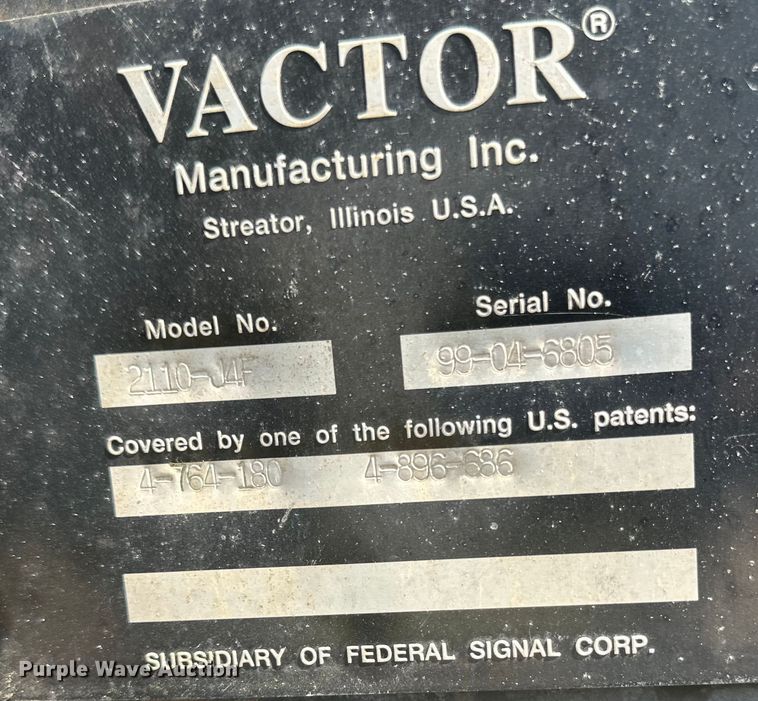 VACTOR®
Manufacturing Inc.
Streator, Illinois U.S.A.
Model No. Serial No.
2110-J4F 99-04-6805
Covered by one of the following U.S. patents:
4-764-180 4-896-686
SUBSIDIARY OF FEDERAL SIGNAL CORP.
Purple Wave Auction